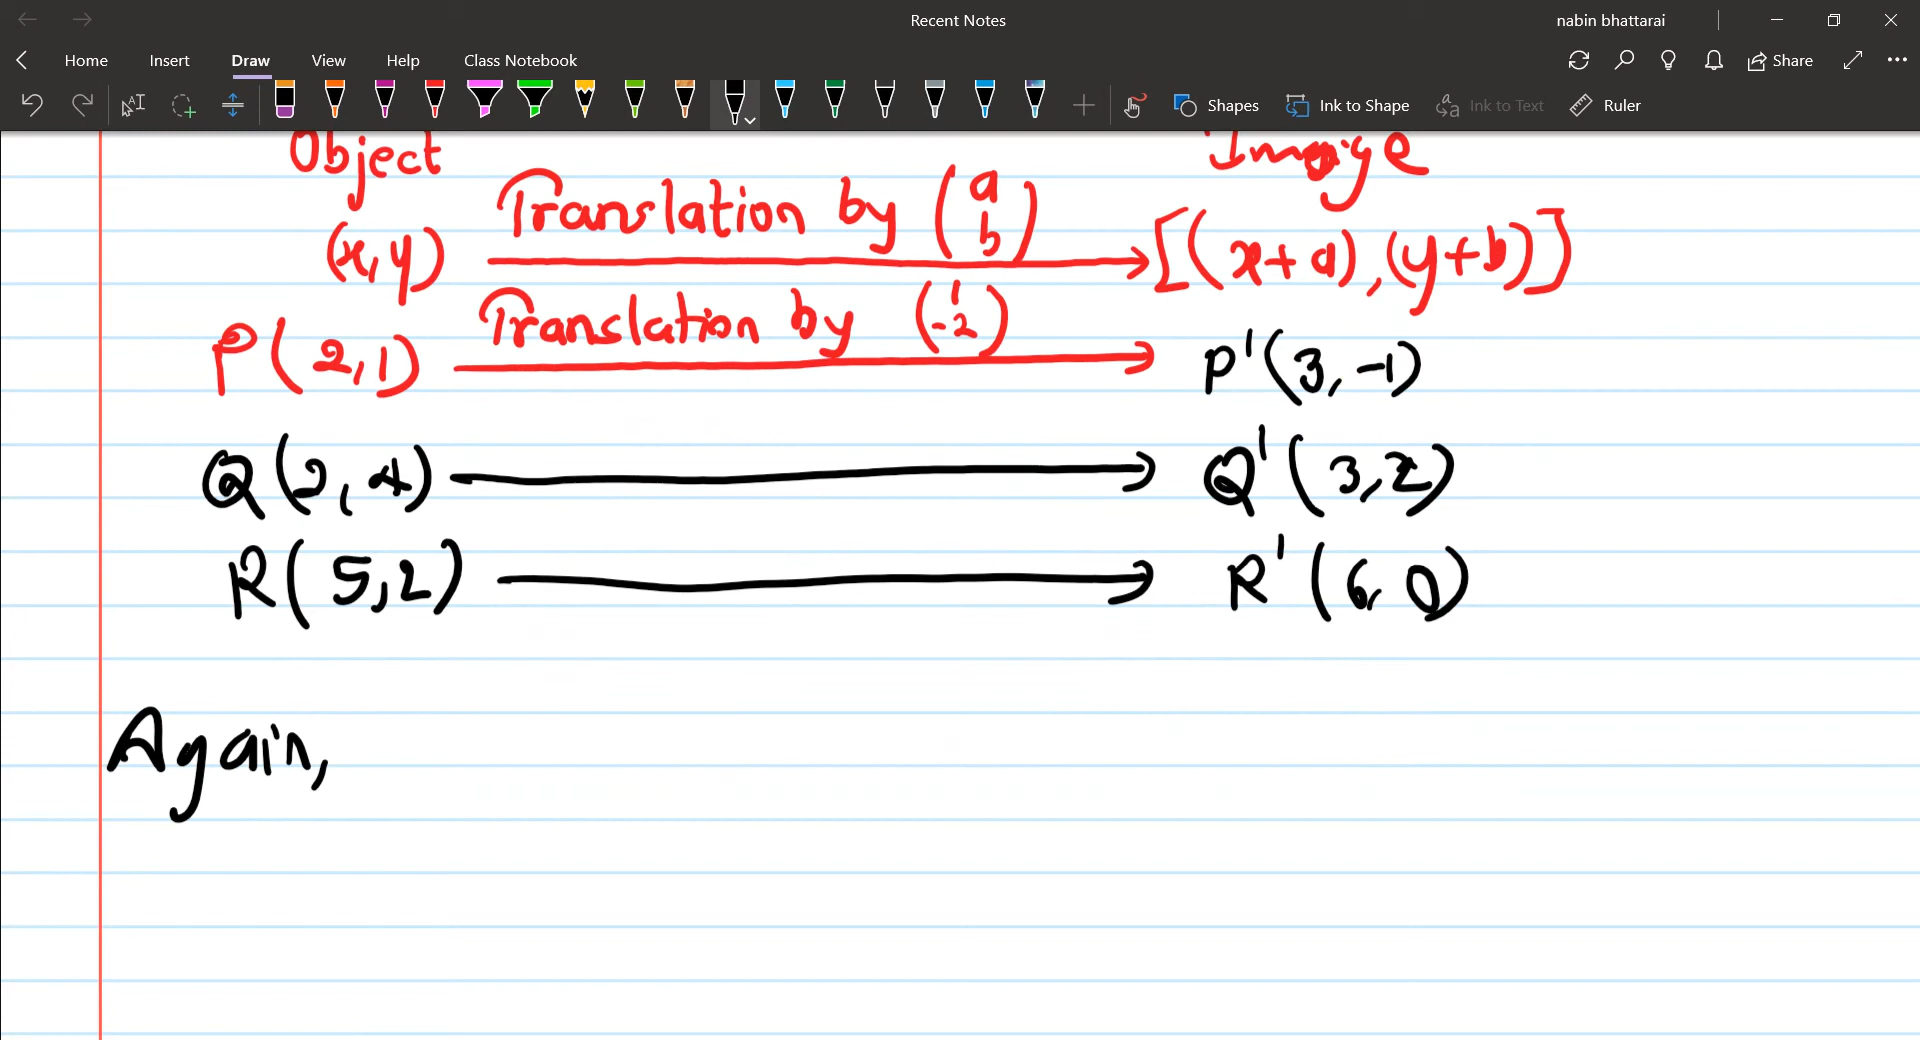 Recent Notes
nabin bhattarai
Home Insert Draw View Help Class Notebook Share
Shapes Ink to Shape Ink to Text Ruler
Object Image
(x,y) Translation by (a b) [(x+a),(y+b)]
P(2,1) Translation by (1 -2) P'(3,-1)
Q(2,4) Q'(3,2)
R(5,2) R'(6,0)
Again,